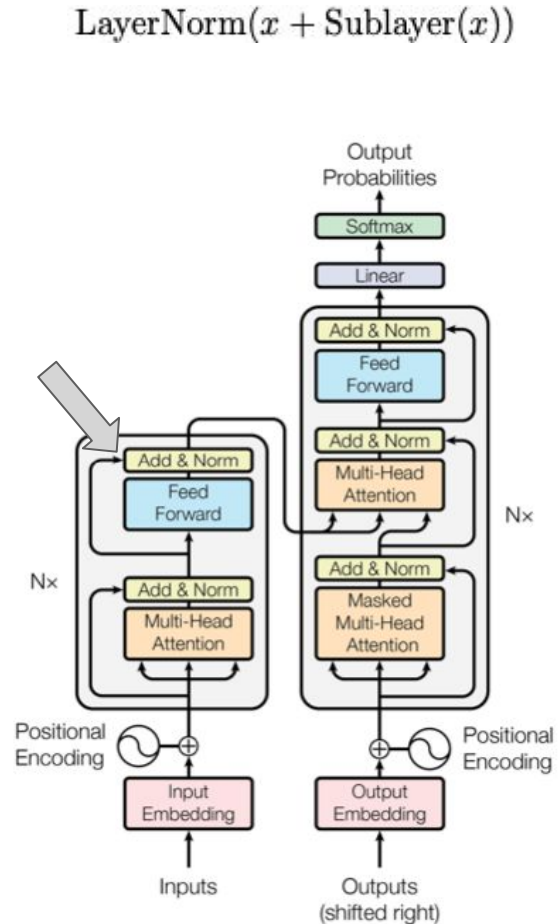 LayerNorm(x + Sublayer(x))
Output
Probabilities
Softmax
Linear
Add & Norm
Feed
Forward
Add & Norm
Multi-Head
Attention
Nx
Add & Norm
Masked
Multi-Head
Attention
Add & Norm
Feed
Forward
N×
Add & Norm
Multi-Head
Attention
Positional
Encoding
Positional
Encoding
Input
Embedding
Output
Embedding
Inputs
Outputs
(shifted right)